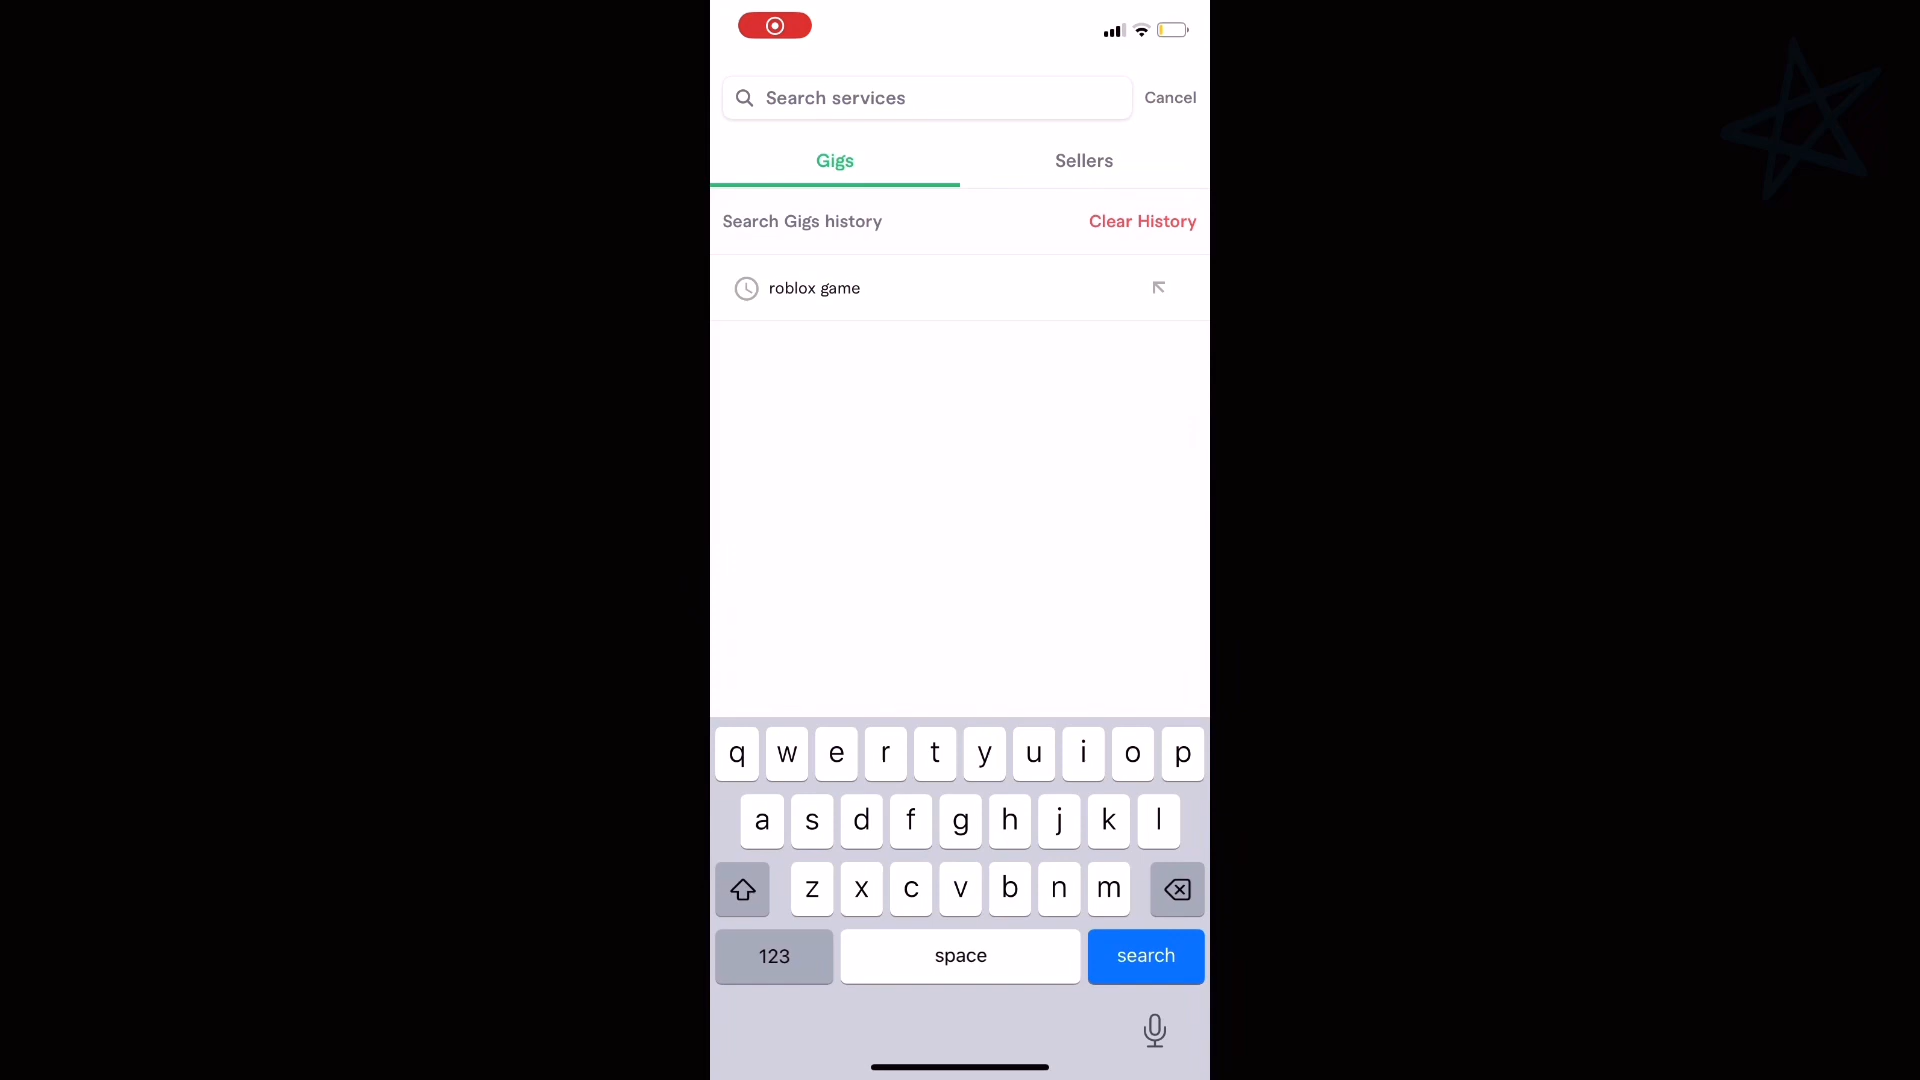 Search services
Cancel
Gigs
Sellers
Search Gigs history
Clear History
roblox game
q w e r t y u i o p
a s d f g h j k l
z x c v b n m
123
space
search